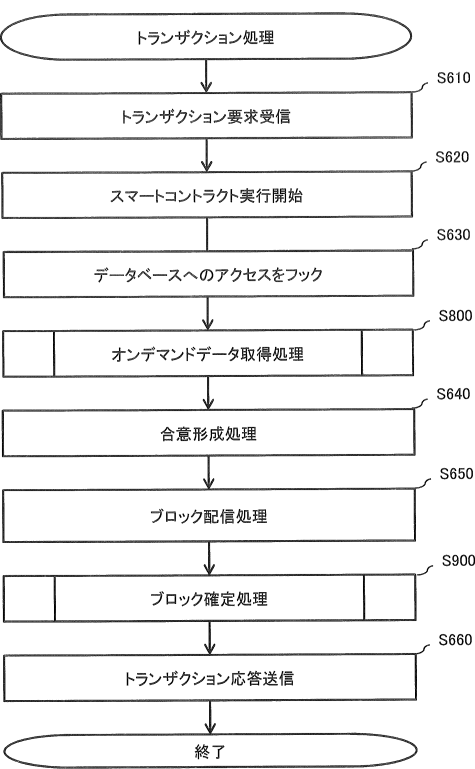 トランザクション処理
S610
トランザクション要求受信
S620
スマートコントラクト実行開始
S630
データベースへのアクセスをフック
S800
オンデマンドデータ取得処理
S640
合意形成処理
S650
ブロック配信処理
S900
ブロック確定処理
S660
トランザクション応答送信
終了